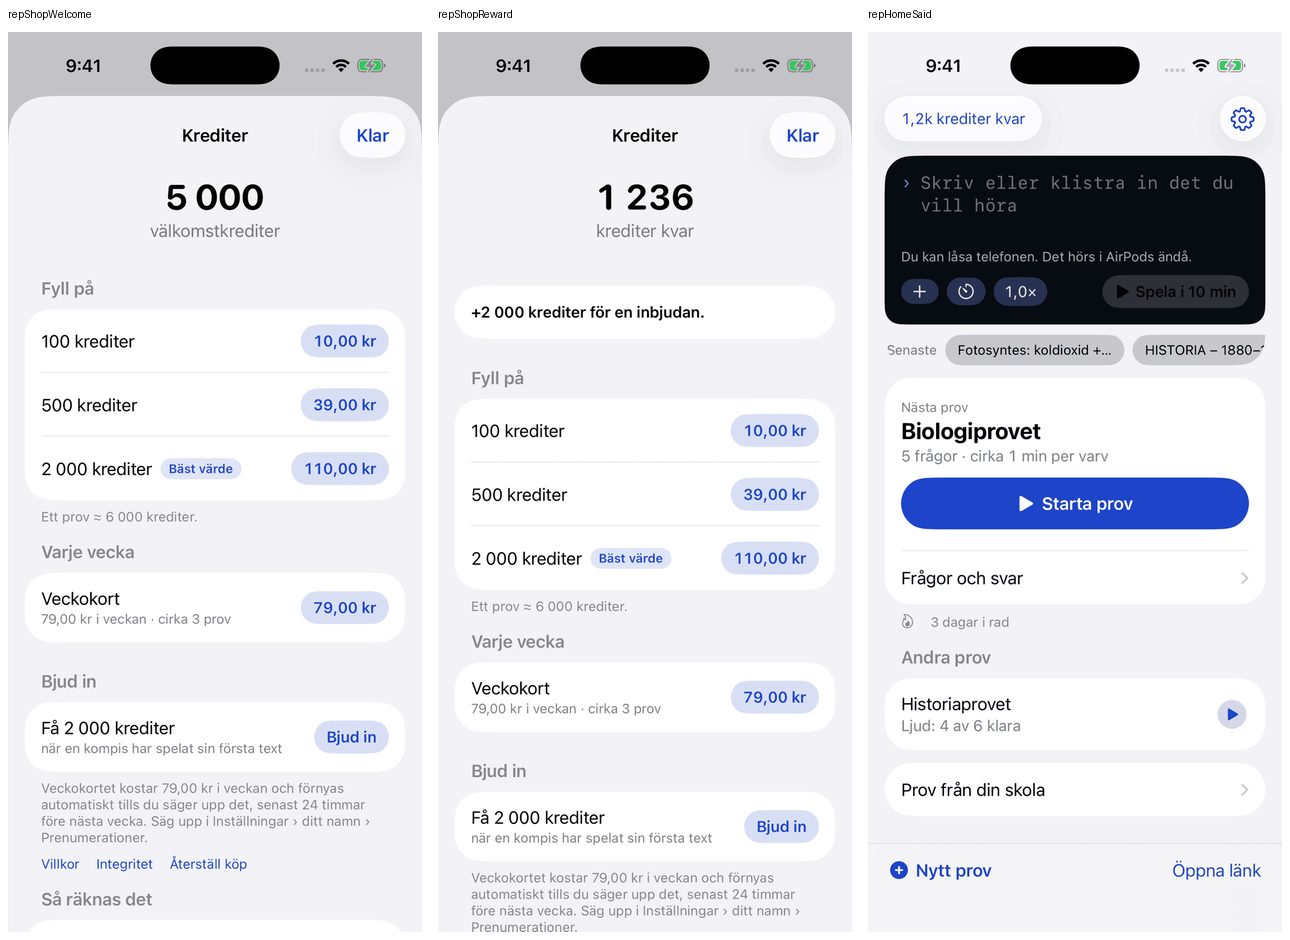 repShopWelcome
9:41
Krediter
Klar
5 000
välkomstkrediter
Fyll på
100 krediter
10,00 kr
500 krediter
39,00 kr
2 000 krediter
Bäst värde
110,00 kr
Ett prov ≈ 6 000 krediter.
Varje vecka
Veckokort
79,00 kr i veckan · cirka 3 prov
79,00 kr
Bjud in
Få 2 000 krediter
när en kompis har spelat sin första text
Bjud in
Veckokortet kostar 79,00 kr i veckan och förnyas
automatiskt tills du säger upp det, senast 24 timmar
före nästa vecka. Säg upp i Inställningar › ditt namn ›
Prenumerationer.
Villkor Integritet Återställ köp
Så räknas det
repShopReward
9:41
Krediter
Klar
1 236
krediter kvar
+2 000 krediter för en inbjudan.
Fyll på
100 krediter
10,00 kr
500 krediter
39,00 kr
2 000 krediter
Bäst värde
110,00 kr
Ett prov ≈ 6 000 krediter.
Varje vecka
Veckokort
79,00 kr i veckan · cirka 3 prov
79,00 kr
Bjud in
Få 2 000 krediter
när en kompis har spelat sin första text
Bjud in
Veckokortet kostar 79,00 kr i veckan och förnyas
automatiskt tills du säger upp det, senast 24 timmar
före nästa vecka. Säg upp i Inställningar › ditt namn ›
Prenumerationer.
repHomeSaid
9:41
1,2k krediter kvar
› Skriv eller klistra in det du
vill höra
Du kan låsa telefonen. Det hörs i AirPods ändå.
1,0×
Spela i 10 min
Senaste
Fotosyntes: koldioxid +...
HISTORIA – 1880–
Nästa prov
Biologiprovet
5 frågor · cirka 1 min per varv
Starta prov
Frågor och svar
3 dagar i rad
Andra prov
Historiaprovet
Ljud: 4 av 6 klara
Prov från din skola
Nytt prov
Öppna länk